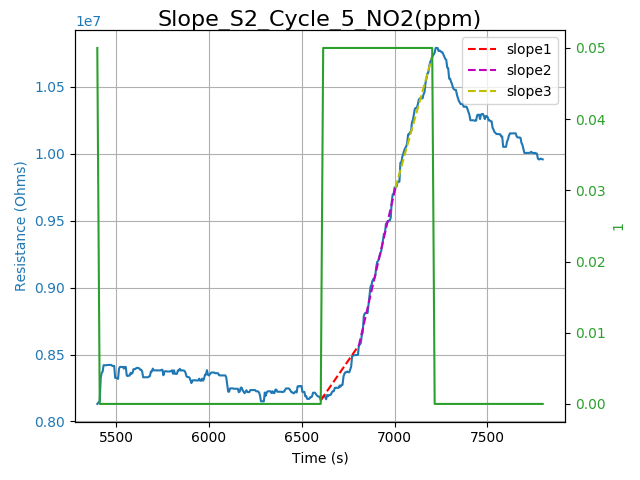 Slope_S2_Cycle_5_NO2(ppm)
1e7
slope1
slope2
slope3
1.05
1.00
0.95
0.90
0.85
0.80
Resistance (Ohms)
0.05
0.04
0.03
0.02
0.01
0.00
1
5500 6000 6500 7000 7500
Time (s)